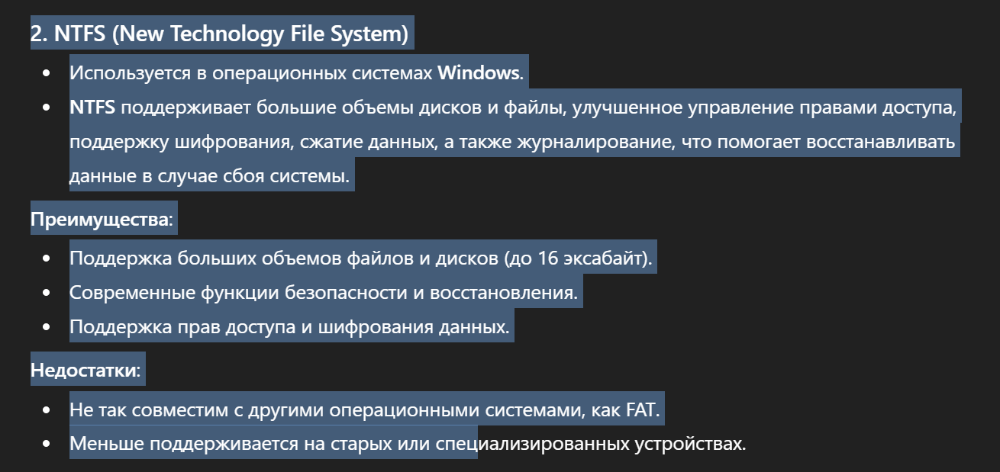 2. NTFS (New Technology File System)
• Используется в операционных системах Windows.
• NTFS поддерживает большие объемы дисков и файлы, улучшенное управление правами доступа,
поддержку шифрования, сжатие данных, а также журналирование, что помогает восстанавливать
данные в случае сбоя системы.
Преимущества:
• Поддержка больших объемов файлов и дисков (до 16 эксабайт).
• Современные функции безопасности и восстановления.
• Поддержка прав доступа и шифрования данных.
Недостатки:
• Не так совместим с другими операционными системами, как FAT.
• Меньше поддерживается на старых или специализированных устройствах.